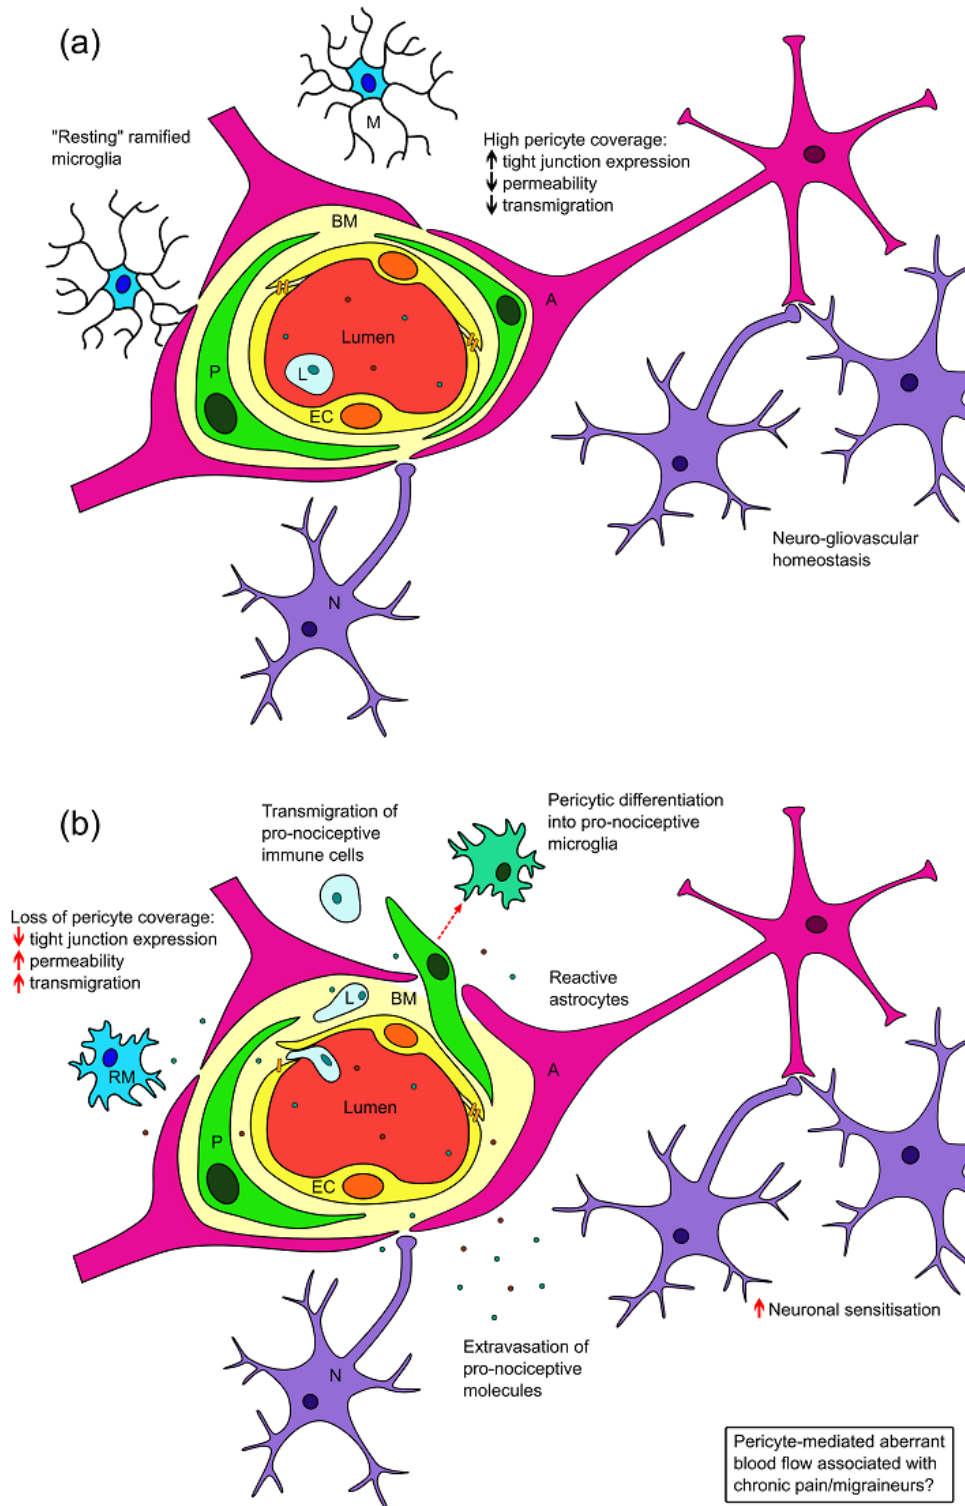 (a)
M
"Resting" ramified
microglia
High pericyte coverage:
tight junction expression
permeability
transmigration
BM
A
Lumen
P
L
EC
Neuro-gliovascular
homeostasis
N
(b)
Transmigration of
pro-nociceptive
immune cells
Pericytic differentiation
into pro-nociceptive
microglia
Loss of pericyte coverage:
tight junction expression
permeability
transmigration
Reactive
astrocytes
L
BM
RM
A
Lumen
P
EC
Neuronal sensitisation
Extravasation of
pro-nociceptive
molecules
N
Pericyte-mediated aberrant
blood flow associated with
chronic pain/migraineurs?